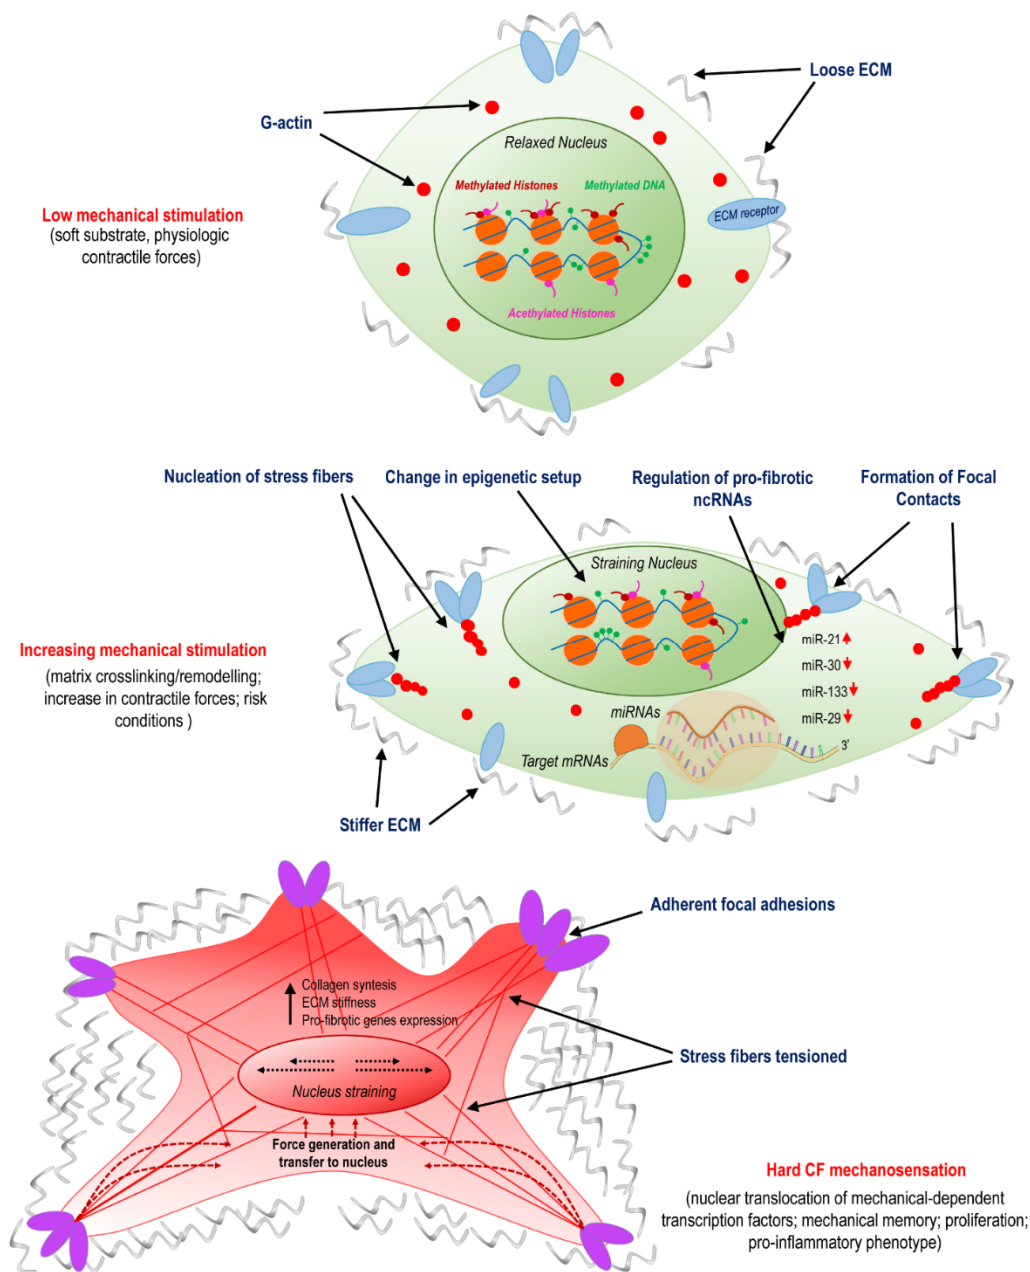 Loose ECM
G-actin
Relaxed Nucleus
Methylated Histones
Methylated DNA
ECM receptor
Low mechanical stimulation
(soft substrate, physiologic
contractile forces)
Acethylated Histones
Nucleation of stress fibers
Change in epigenetic setup
Regulation of pro-fibrotic
ncRNAs
Formation of Focal
Contacts
Straining Nucleus
miR-21
miR-30
miR-133
miR-29
Increasing mechanical stimulation
(matrix crosslinking/remodelling;
increase in contractile forces; risk
conditions )
miRNAs
Target mRNAs
3'
Stiffer ECM
Adherent focal adhesions
Collagen syntesis
ECM stiffness
Pro-fibrotic genes expression
Stress fibers tensioned
Nucleus straining
Force generation and
transfer to nucleus
Hard CF mechanosensation
(nuclear translocation of mechanical-dependent
transcription factors; mechanical memory; proliferation;
pro-inflammatory phenotype)